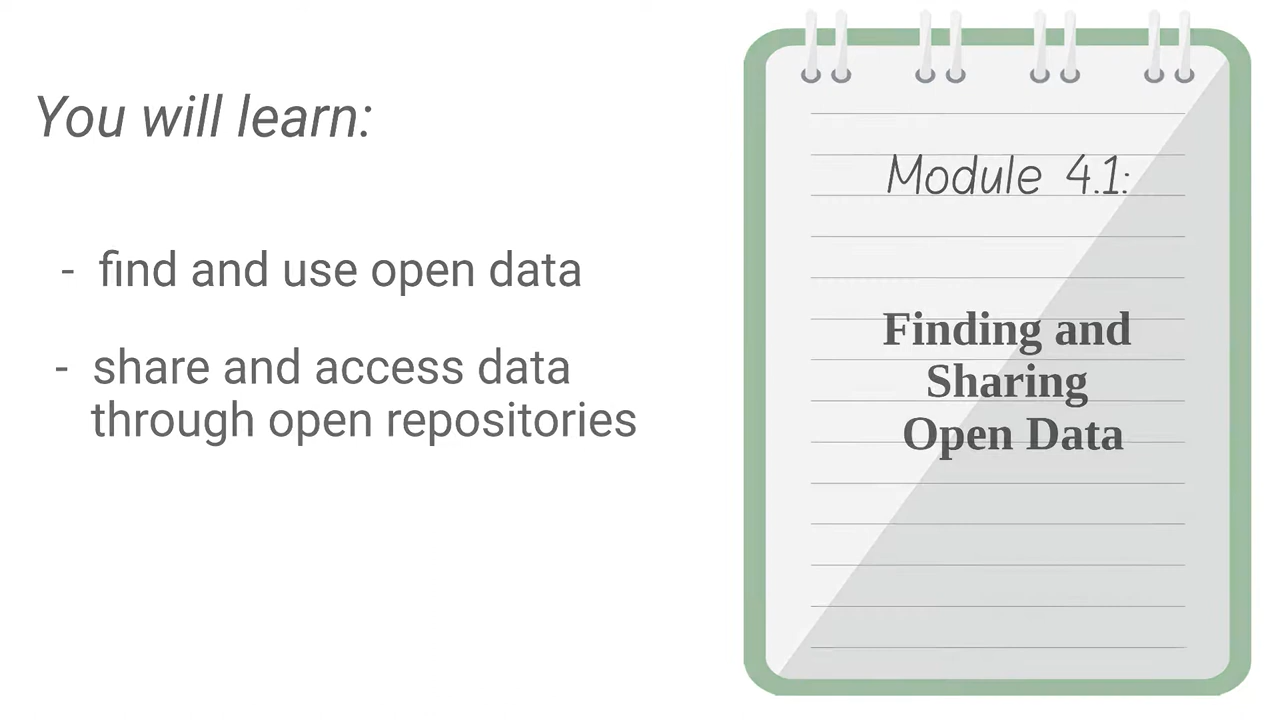 You will learn:
- find and use open data
- share and access data
through open repositories
Module 4.1:
Finding and
Sharing
Open Data